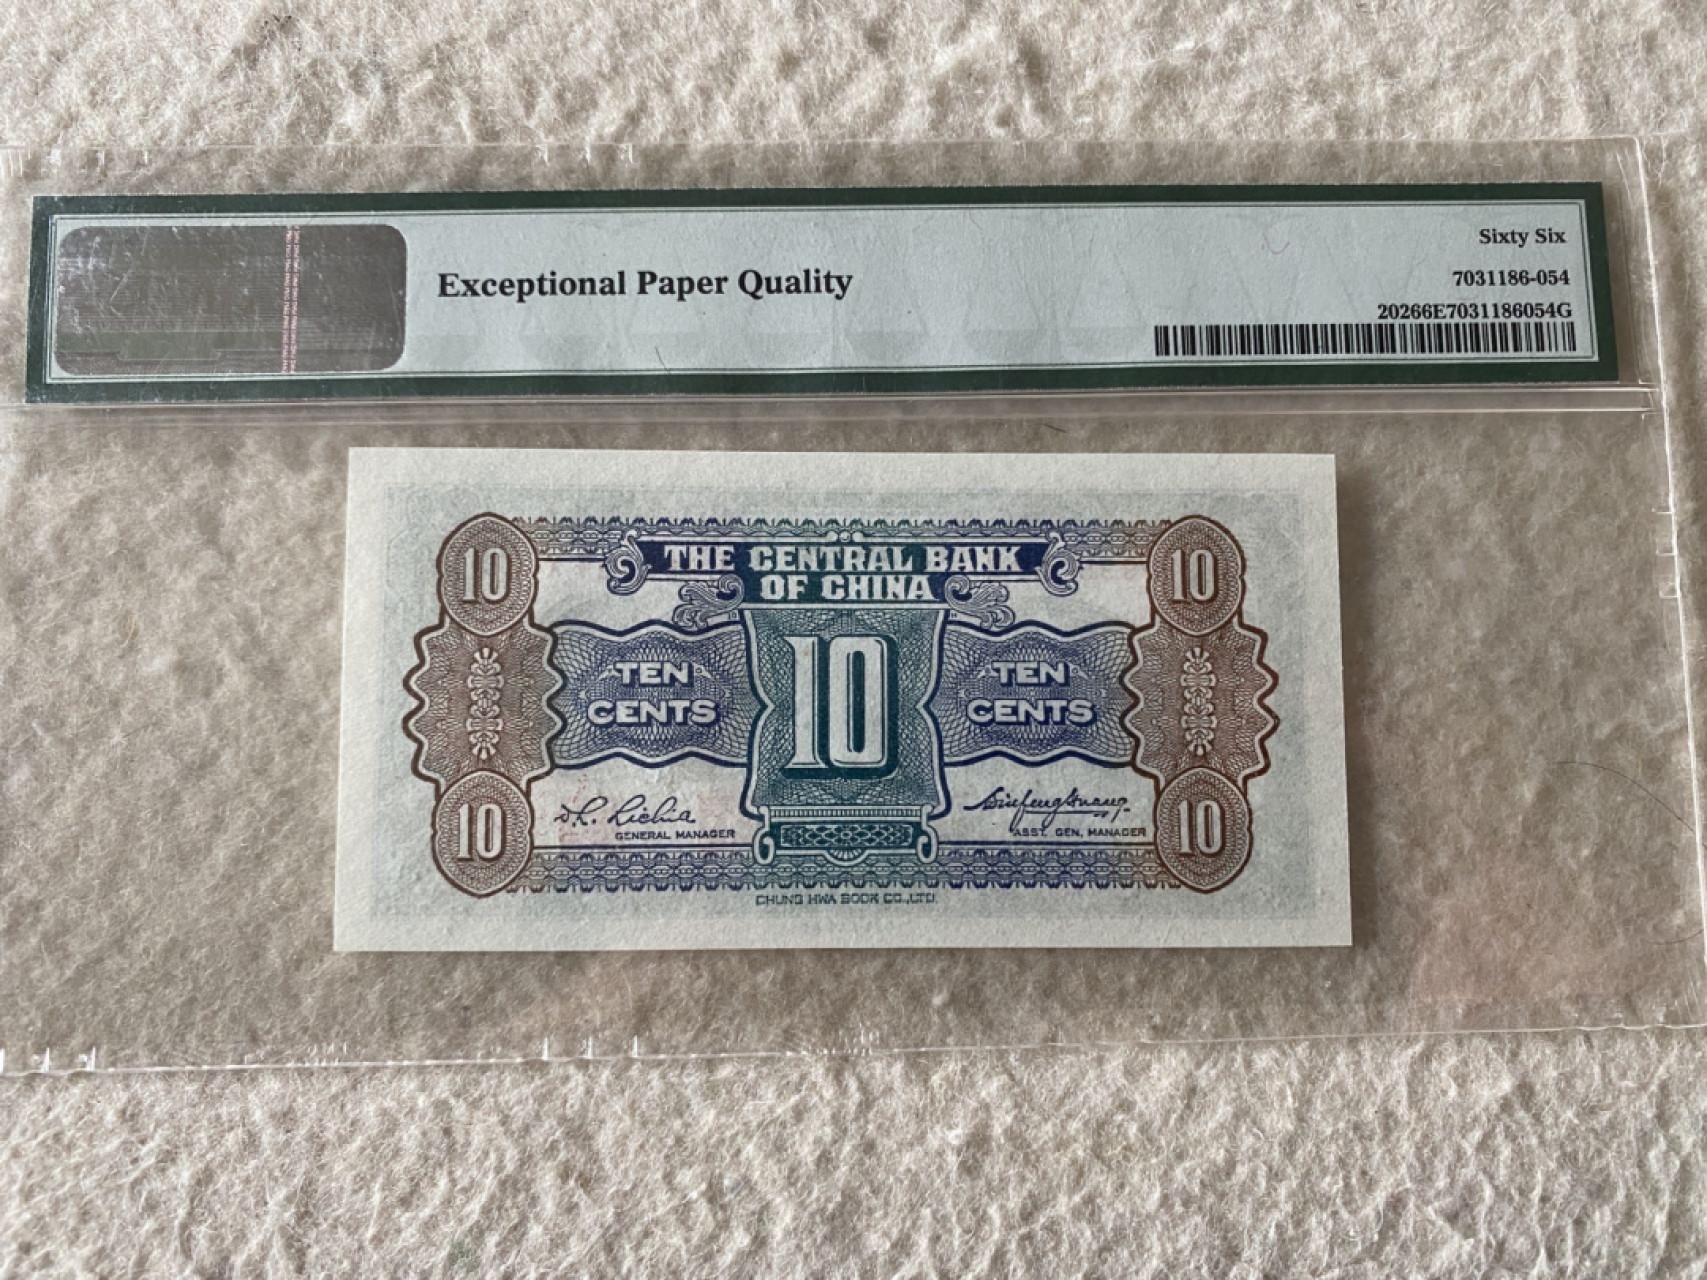 Sixty Six
Exceptional Paper Quality
7031186-054
20266E7031186054G
10 THE CENTRAL BANK 10
OF CHINA
10
TEN TEN
CENTS CENTS
GENERAL MANAGER
ASST. GEN, MANAGER
10 10
CHUNG HWA BOOK CO.,LTD.